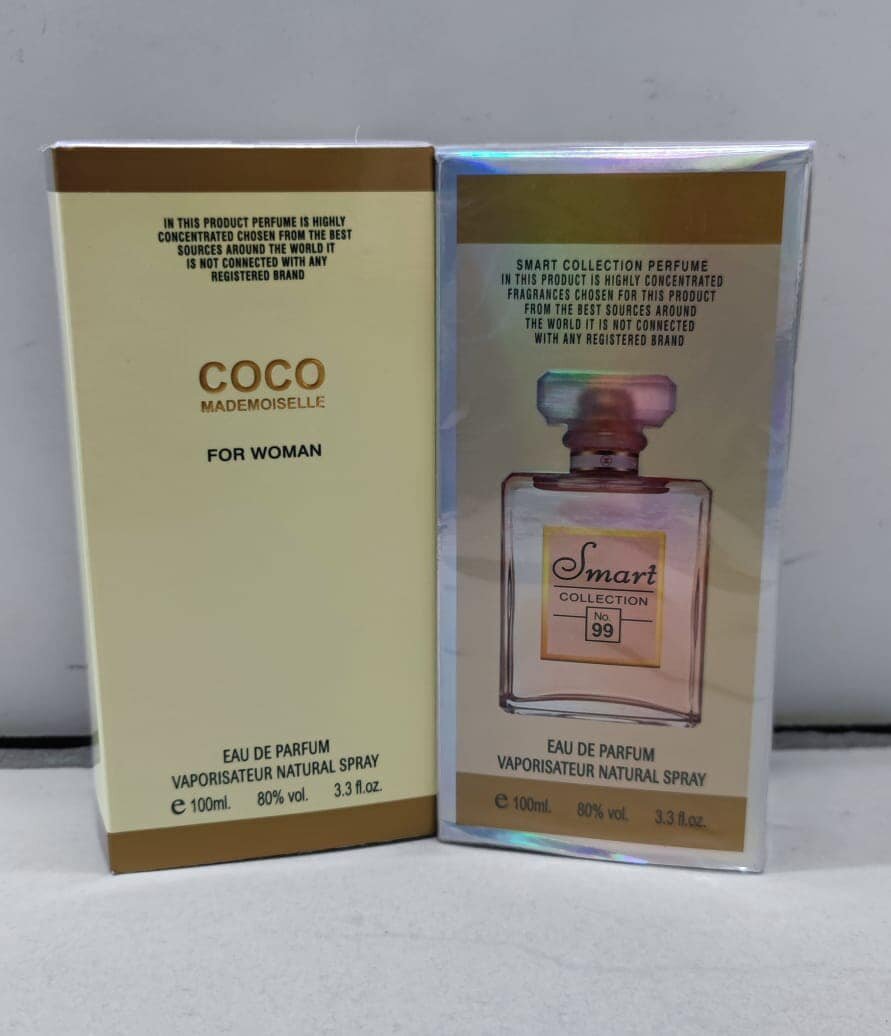 IN THIS PRODUCT PERFUME IS HIGHLY
CONCENTRATED CHOSEN FROM THE BEST
SOURCES AROUND THE WORLD IT
IS NOT CONNECTED WITH ANY
REGISTERED BRAND
COCO
MADEMOISELLE
FOR WOMAN
EAU DE PARFUM
VAPORISATEUR NATURAL SPRAY
e 100ml. 80% vol. 3.3 fl.oz.
SMART COLLECTION PERFUME
IN THIS PRODUCT IS HIGHLY CONCENTRATED
FRAGRANCES CHOSEN FOR THIS PRODUCT
FROM THE BEST SOURCES AROUND
THE WORLD IT IS NOT CONNECTED
WITH ANY REGISTERED BRAND
Smart
COLLECTION
No.
99
EAU DE PARFUM
VAPORISATEUR NATURAL SPRAY
e 100ml. 80% vol. 3.3 fl.oz.